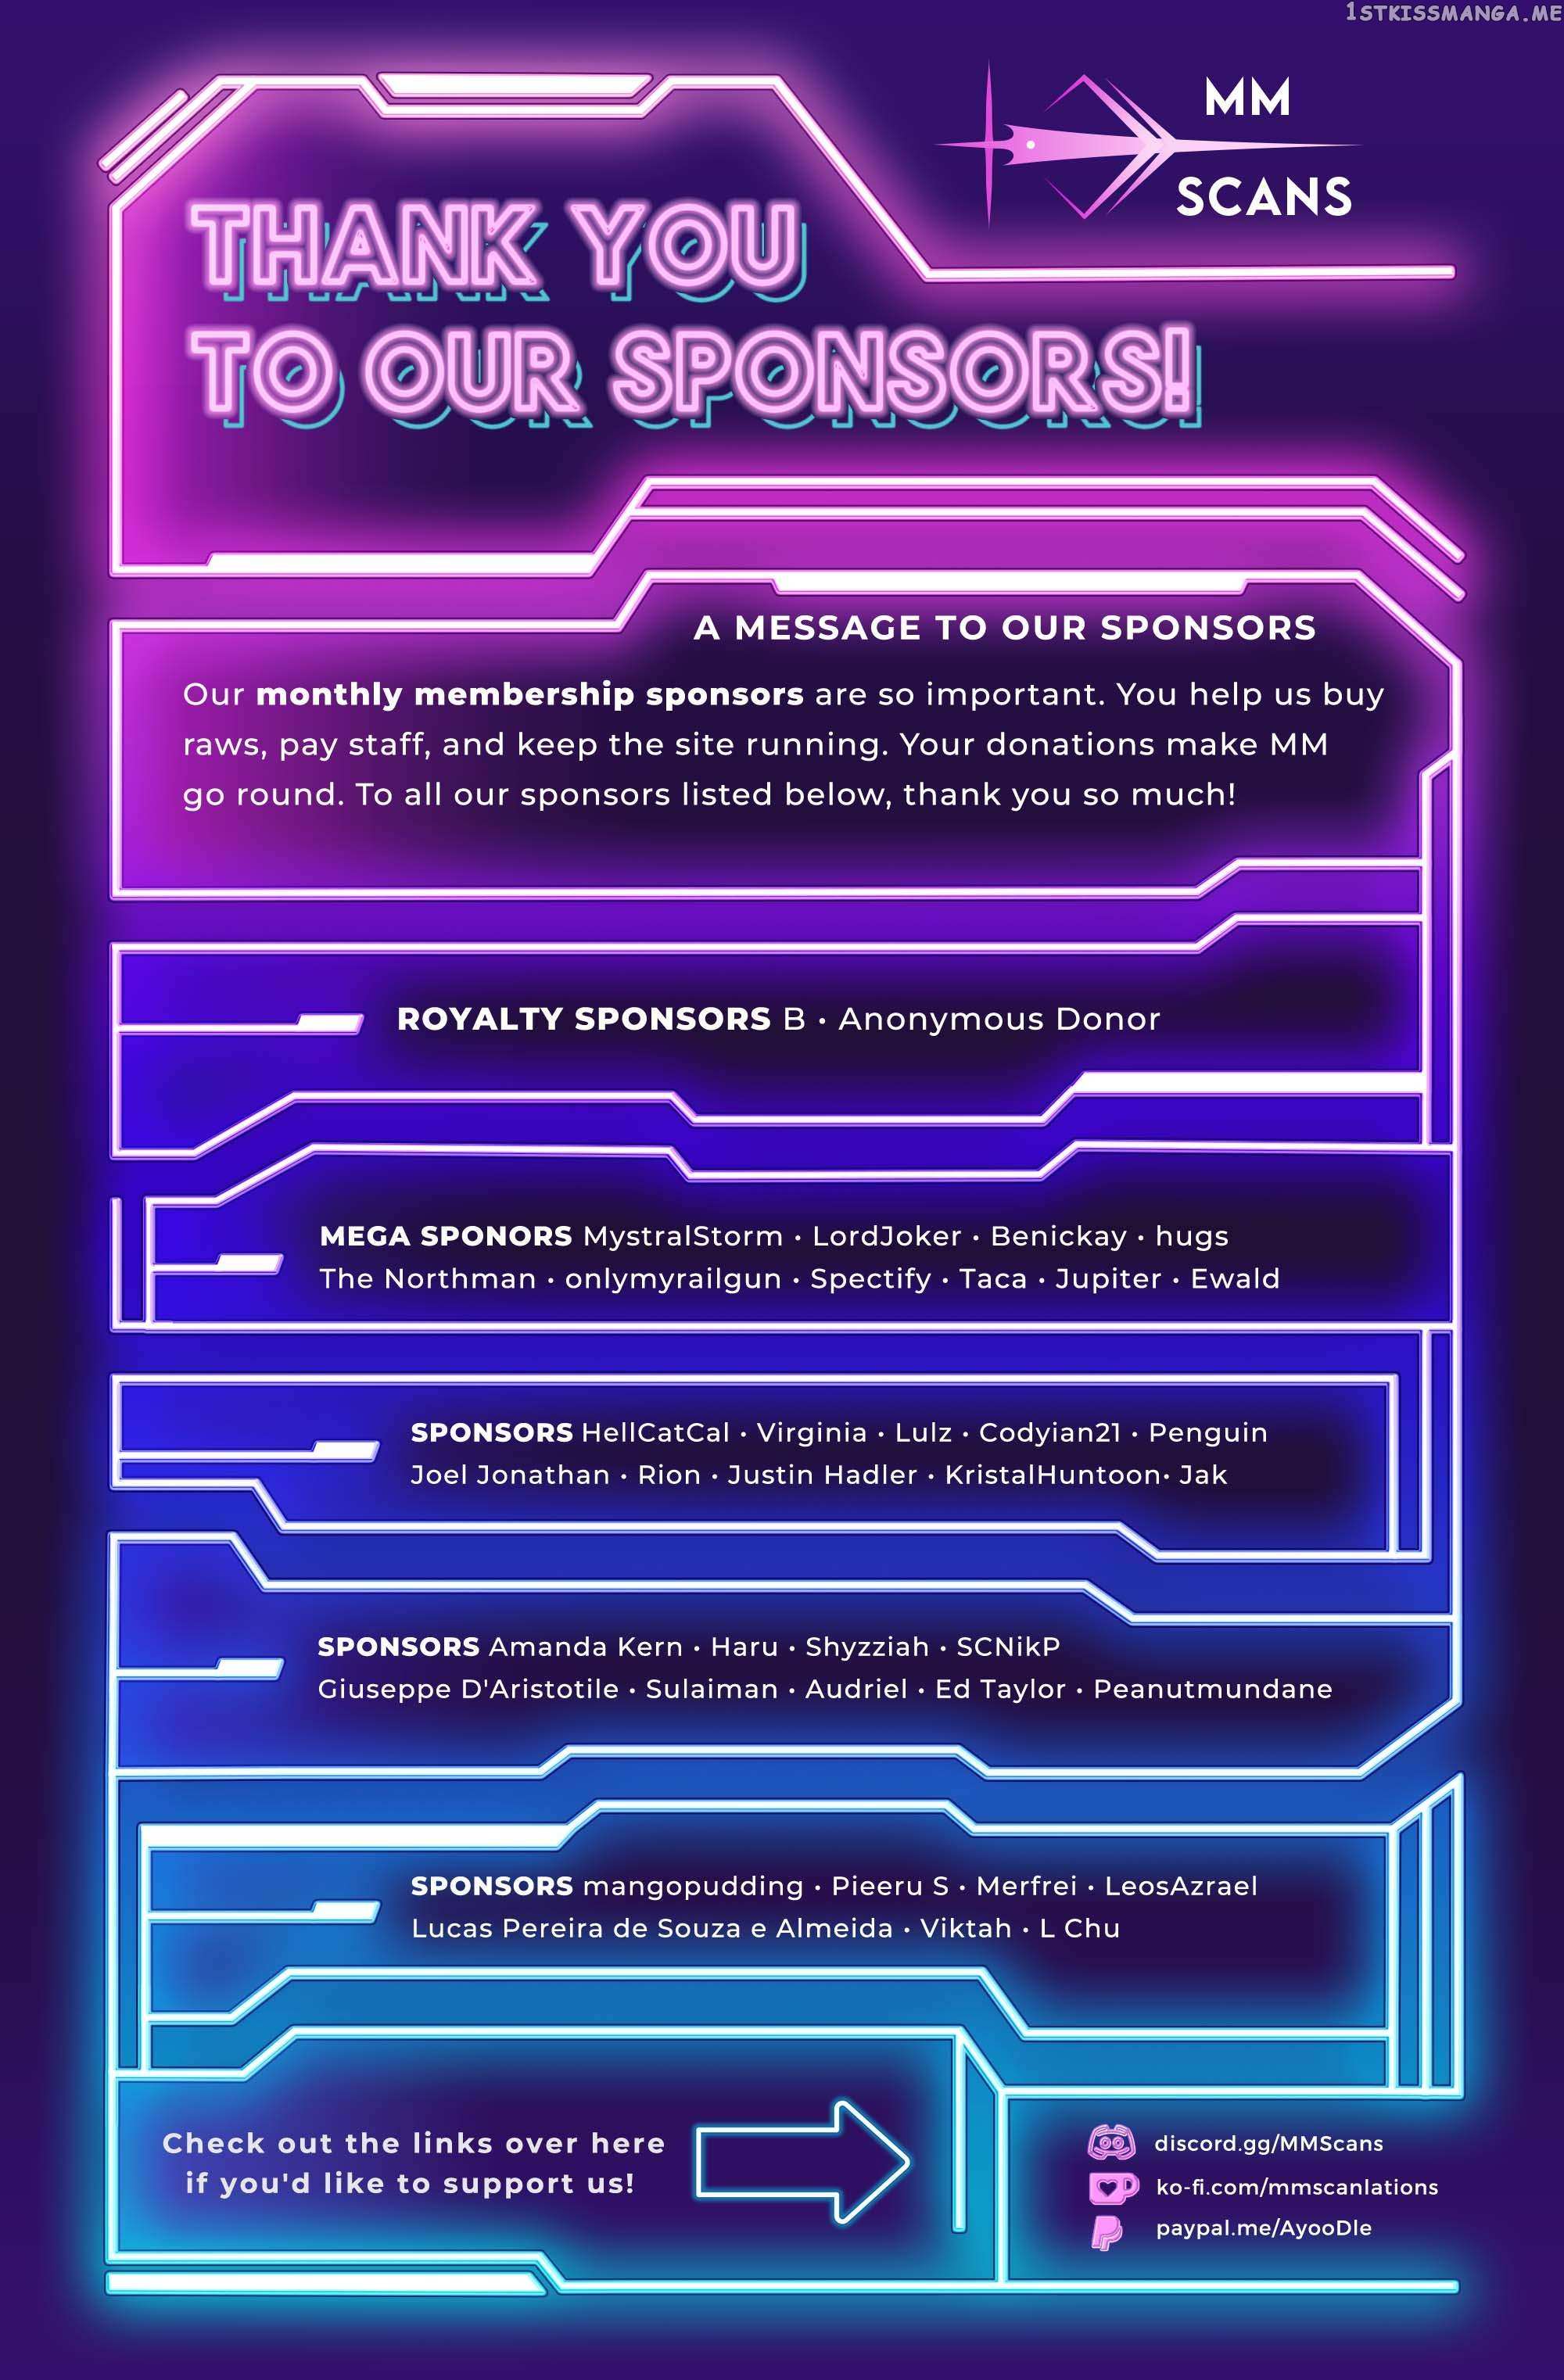 1STKISSMANGA.ME
MM
SCANS
THANK YOU
TO OUR SPONSORS!
A MESSAGE TO OUR SPONSORS
Our monthly membership sponsors are so important. You help us buy
raws, pay staff, and keep the site running. Your donations make MM
go round. To all our sponsors listed below, thank you so much!
ROYALTY SPONSORS B • Anonymous Donor
MEGA SPONORS MystralStorm • LordJoker • Benickay • hugs
The Northman • onlymyrailgun • Spectify • Taca • Jupiter • Ewald
SPONSORS HellCatCal • Virginia • Lulz • Codyian21 • Penguin
Joel Jonathan • Rion • Justin Hadler • KristalHuntoon• Jak
SPONSORS Amanda Kern • Haru • Shyzziah • SCNikP
Giuseppe D'Aristotile • Sulaiman • Audriel • Ed Taylor • Peanutmundane
SPONSORS mangopudding • Pieeru S • Merfrei • LeosAzrael
Lucas Pereira de Souza e Almeida • Viktah • L Chu
Check out the links over here
if you'd like to support us!
discord.gg/MMScans
ko-fi.com/mmscanlations
paypal.me/AyooDle